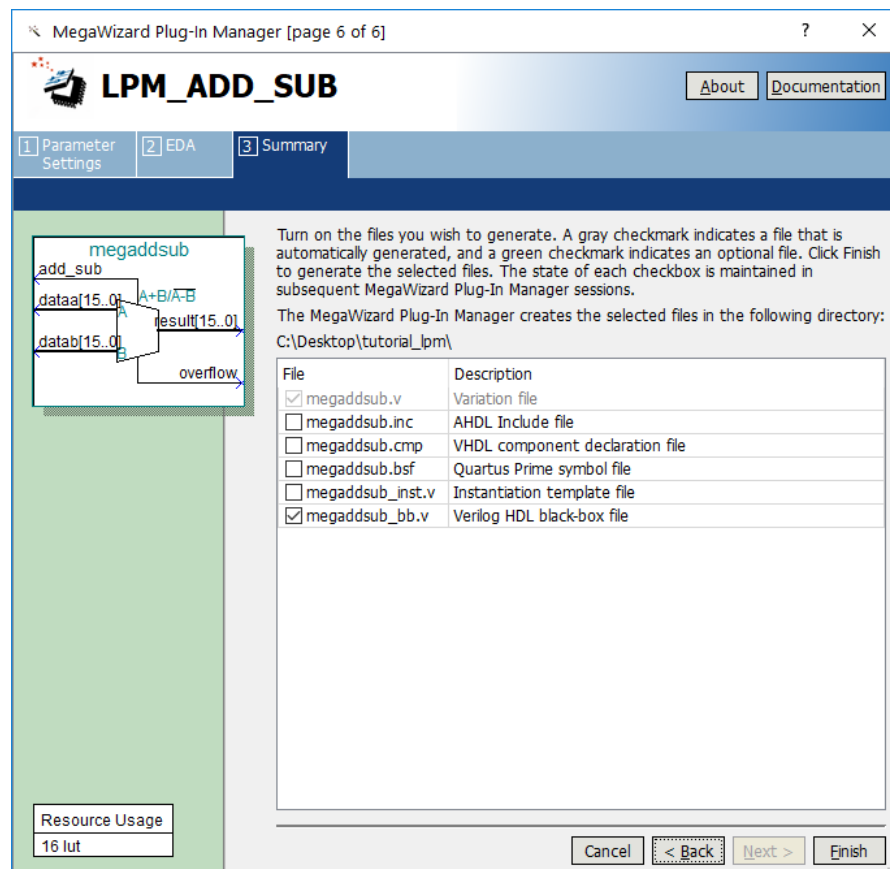 MegaWizard Plug-In Manager [page 6 of 6]
?
LPM_ADD_SUB
About
Documentation
1 Parameter Settings
2 EDA
3 Summary
megaddsub
add_sub
A+B/A-B
dataa[15..0]
A
result[15..0]
datab[15..0]
B
overflow
Turn on the files you wish to generate. A gray checkmark indicates a file that is
automatically generated, and a green checkmark indicates an optional file. Click Finish
to generate the selected files. The state of each checkbox is maintained in
subsequent MegaWizard Plug-In Manager sessions.
The MegaWizard Plug-In Manager creates the selected files in the following directory:
C:\Desktop\tutorial_lpm\
File Description
megaddsub.v Variation file
megaddsub.inc AHDL Include file
megaddsub.cmp VHDL component declaration file
megaddsub.bsf Quartus Prime symbol file
megaddsub_inst.v Instantiation template file
megaddsub_bb.v Verilog HDL black-box file
Resource Usage
16 lut
Cancel
< Back
Next >
Finish